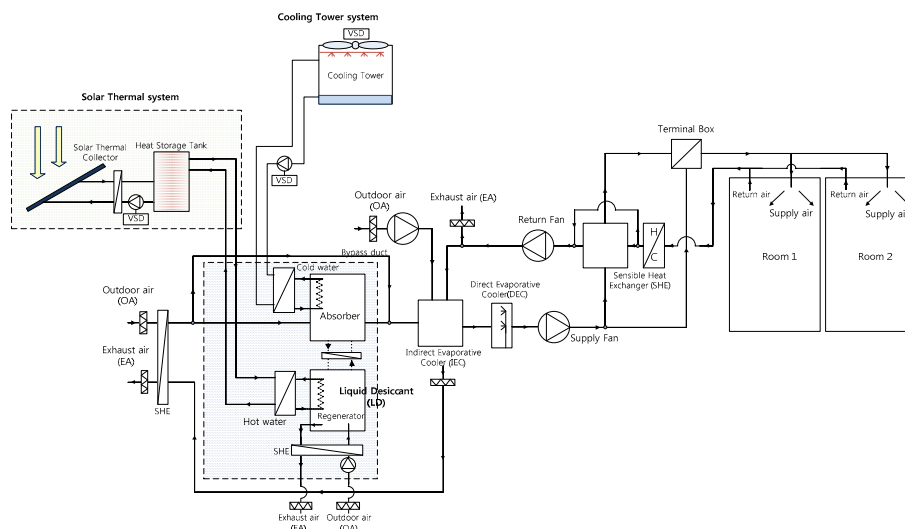 Cooling Tower system
VSD
Cooling Tower
VSD
Solar Thermal system
Solar Thermal
Collector
Heat Storage Tank
VSD
Terminal Box
Exhaust air (EA)
Outdoor air
(OA)
Return Fan
Bypass duct
H
C
Sensible Heat
Exchanger (SHE)
Return air
Supply air
Room 1
Return air
Supply air
Room 2
Cold water
Absorber
Outdoor air
(OA)
Exhaust air
(EA)
SHE
Direct Evaporative
Cooler(DEC)
Supply Fan
Indirect Evaporative
Cooler (IEC)
Liquid Desiccant
(LD)
Regenerator
Hot water
SHE
Exhaust air
(EA)
Outdoor air
(OA)